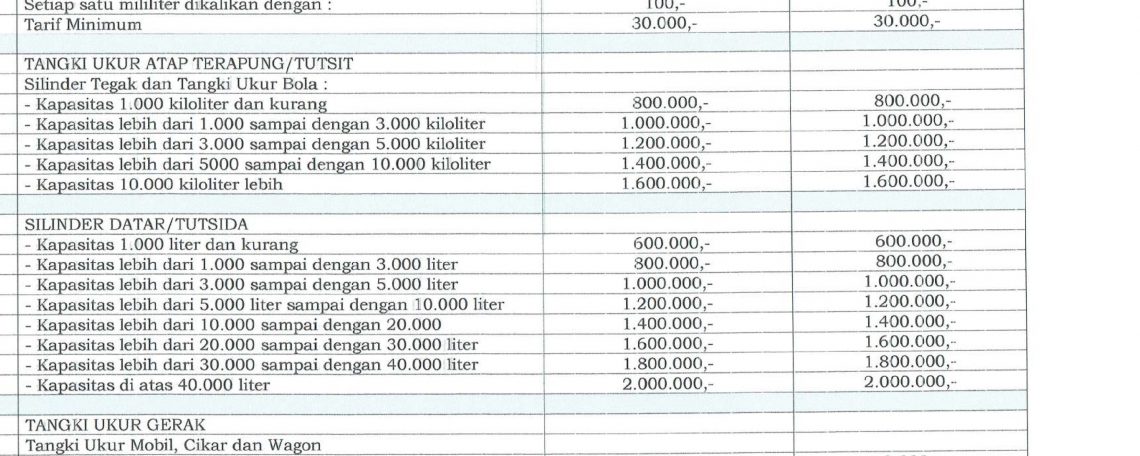 Setiap satu mililiter dikalikan dengan : 100,- 100,-
Tarif Minimum 30.000,- 30.000,-
TANGKI UKUR ATAP TERAPUNG/TUTSIT
Silinder Tegak dan Tangki Ukur Bola :
- Kapasitas 1.000 kiloliter dan kurang 800.000,- 800.000,-
- Kapasitas lebih dari 1.000 sampai dengan 3.000 kiloliter 1.000.000,- 1.000.000,-
- Kapasitas lebih dari 3.000 sampai dengan 5.000 kiloliter 1.200.000,- 1.200.000,-
- Kapasitas lebih dari 5000 sampai dengan 10.000 kiloliter 1.400.000,- 1.400.000,-
- Kapasitas 10.000 kiloliter lebih 1.600.000,- 1.600.000,-
SILINDER DATAR/TUTSIDA
- Kapasitas 1.000 liter dan kurang 600.000,- 600.000,-
- Kapasitas lebih dari 1.000 sampai dengan 3.000 liter 800.000,- 800.000,-
- Kapasitas lebih dari 3.000 sampai dengan 5.000 liter 1.000.000,- 1.000.000,-
- Kapasitas lebih dari 5.000 liter sampai dengan 10.000 liter 1.200.000,- 1.200.000,-
- Kapasitas lebih dari 10.000 sampai dengan 20.000 1.400.000,- 1.400.000,-
- Kapasitas lebih dari 20.000 sampai dengan 30.000 liter 1.600.000,- 1.600.000,-
- Kapasitas lebih dari 30.000 sampai dengan 40.000 liter 1.800.000,- 1.800.000,-
- Kapasitas di atas 40.000 liter 2.000.000,- 2.000.000,-
TANGKI UKUR GERAK
Tangki Ukur Mobil, Cikar dan Wagon